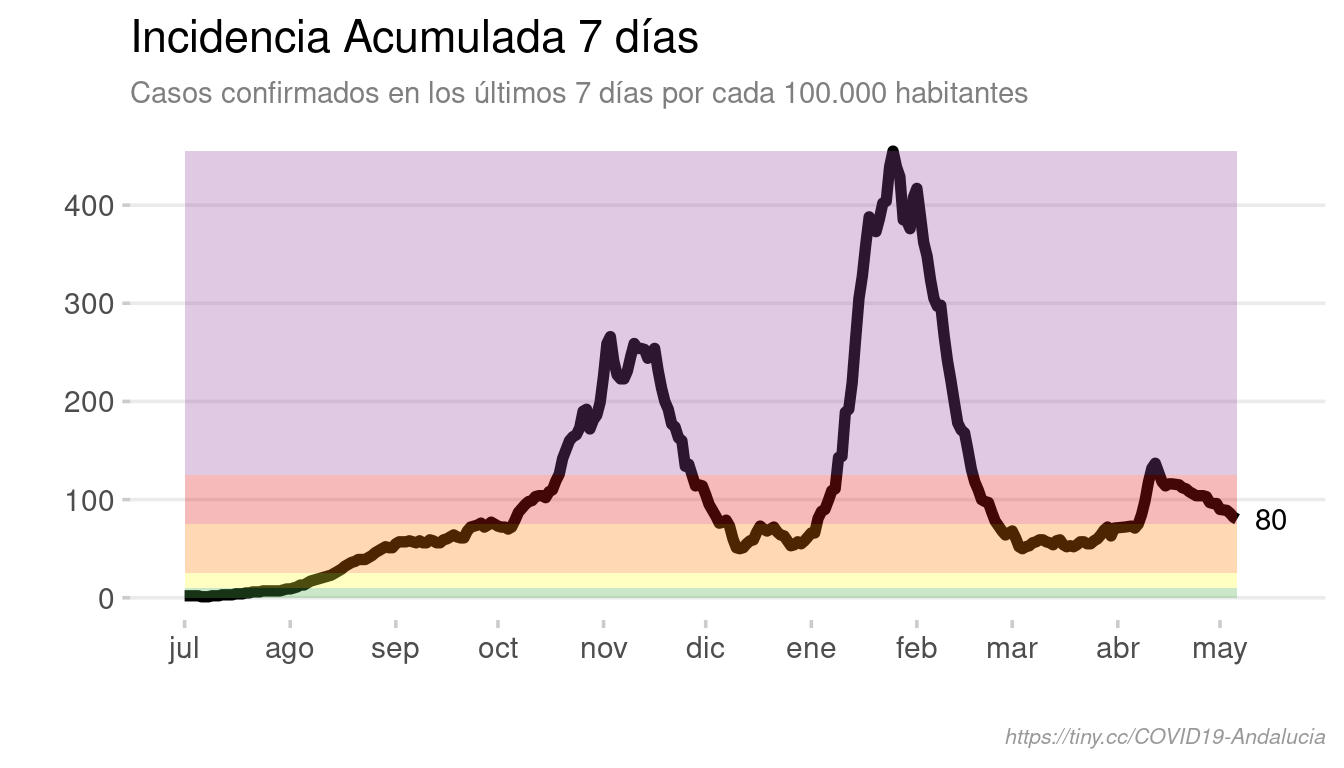 Incidencia Acumulada 7 días
Casos confirmados en los últimos 7 días por cada 100.000 habitantes
400
300
200
100
0
80
jul ago sep oct nov dic ene feb mar abr may
https://tiny.cc/COVID19-Andalucia